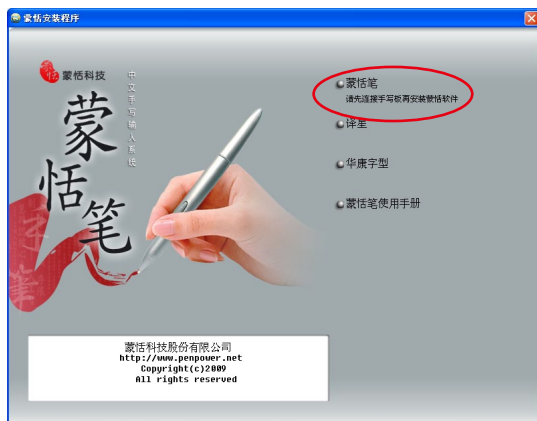 蒙恬安装程序
蒙恬科技
中文手写输入系统
蒙恬笔
手
笔
蒙恬笔
请先连接手写板再安装蒙恬软件
译星
华康字型
蒙恬笔使用手册
蒙恬科技股份有限公司
http://www.penpower.net
Copyright(c)2009
All rights reserved